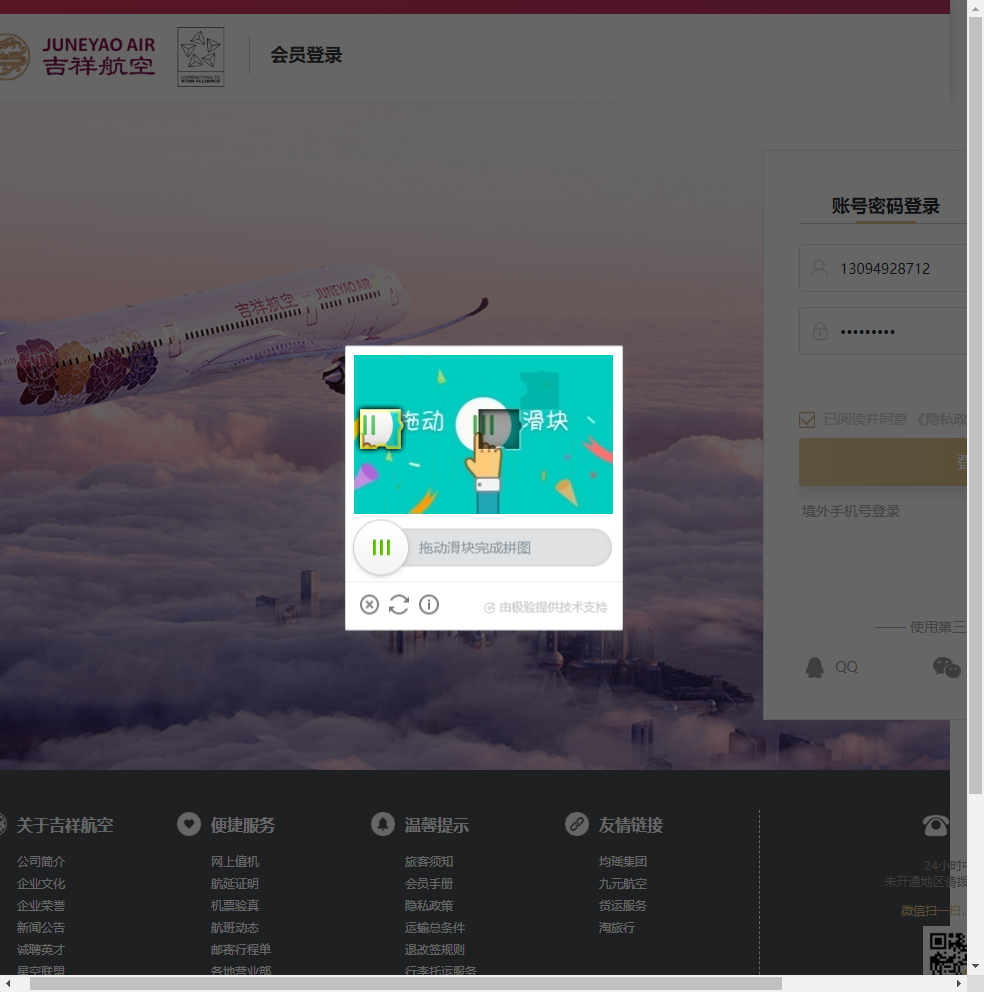 JUNEYAO AIR
吉祥航空
CONNECTING TO
STAR ALLIANCE
会员登录
账号密码登录
13094928712
吉祥航空 JUNEYAO AIR
拖动 滑块
已阅读并同意 《隐私政
拖动滑块完成拼图
境外手机号登录
由极验提供技术支持
使用第三
QQ
关于吉祥航空
公司简介
企业文化
企业荣誉
新闻公告
诚聘英才
星空联盟
便捷服务
网上值机
航延证明
机票验真
航班动态
邮寄行程单
各地营业部
温馨提示
旅客须知
会员手册
隐私政策
运输总条件
退改签规则
行李托运服务
友情链接
均瑶集团
九元航空
货运服务
淘旅行
24小时中
未开通地区请拨
微信扫一扫，